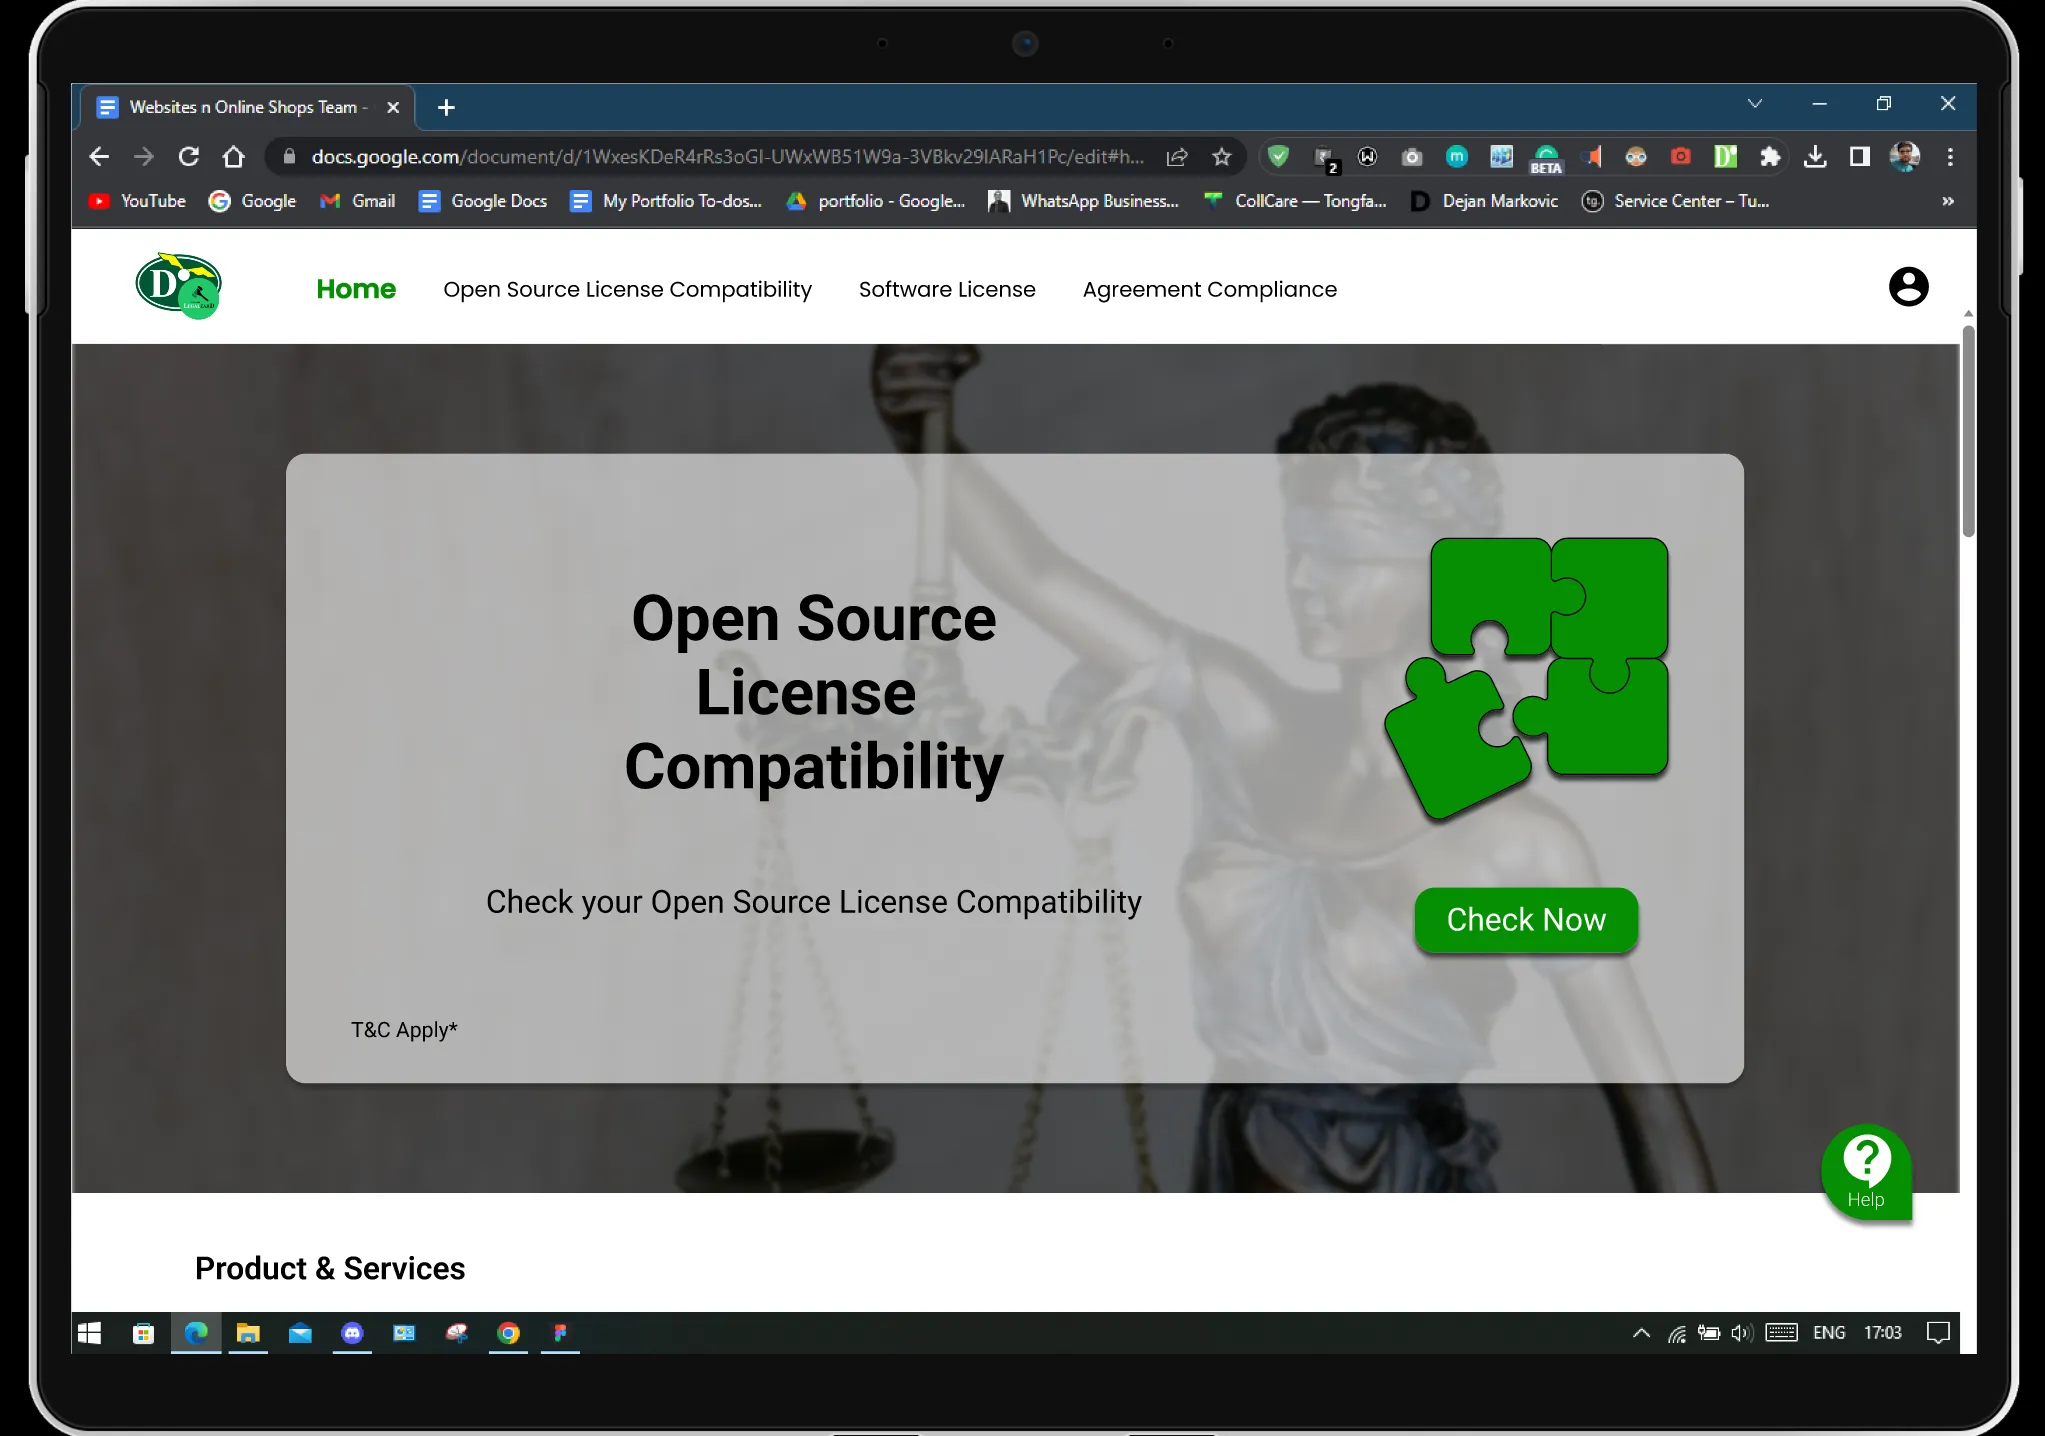 Websites n Online Shops Team -
docs.google.com/document/d/1WxesKDeR4rRs3oGI-UWxWB51W9a-3VBkv29IARaH1Pc/edit#h...
2
W
m
BETA
D
YouTube
Google
Gmail
Google Docs
My Portfolio To-dos...
portfolio - Google...
WhatsApp Business...
CollCare — Tongfa...
D
Dejan Markovic
tg.
Service Center – Tu...
»
D
Home
Open Source License Compatibility
Software License
Agreement Compliance
Open Source
License
Compatibility
Check your Open Source License Compatibility
Check Now
T&C Apply*
?
Help
Product & Services
ENG
17:03